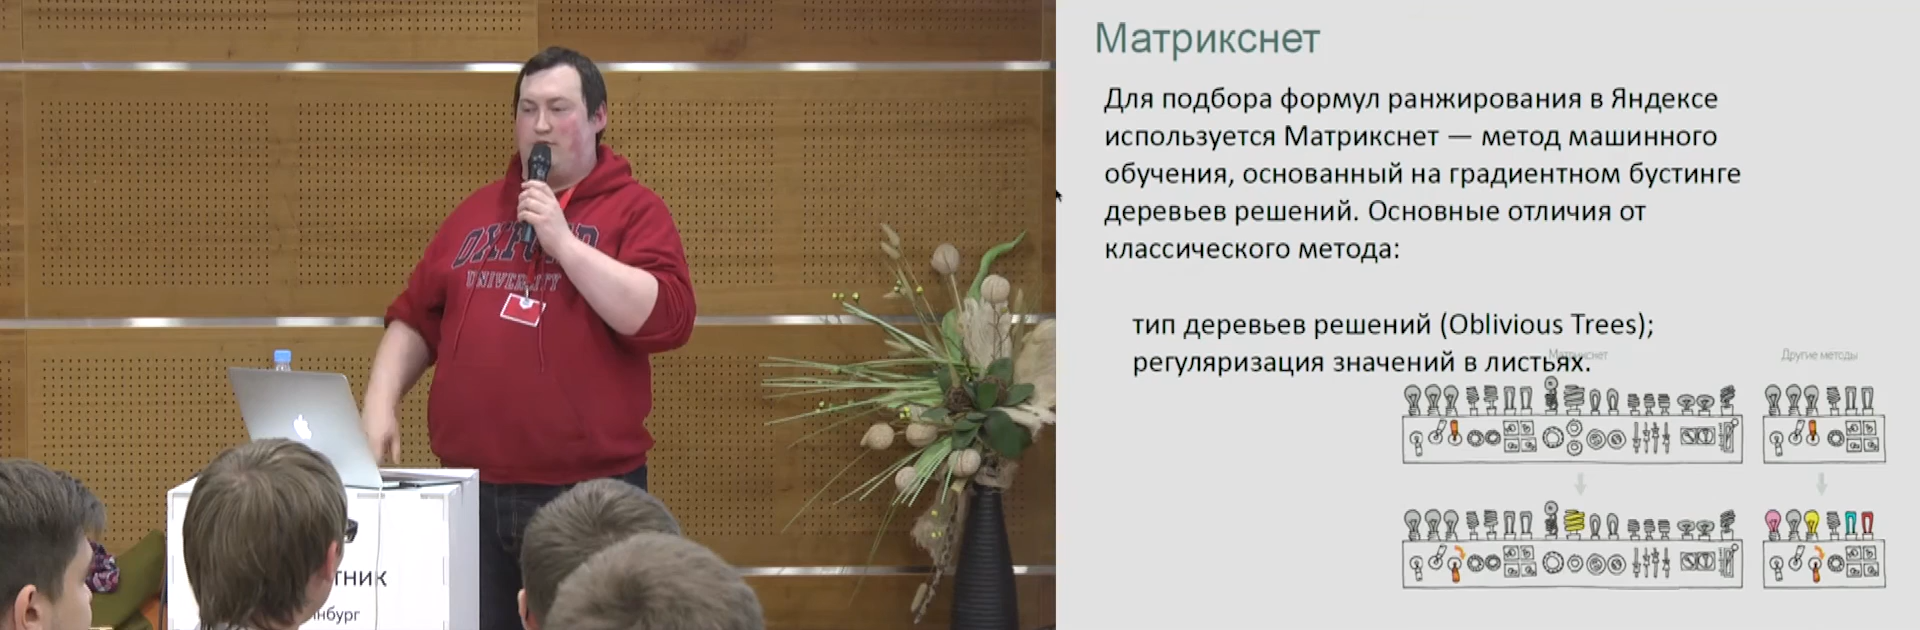 OXFORD
UNIVERSITY
тник
нбург
Матрикснет
Для подбора формул ранжирования в Яндексе
используется Матрикснет — метод машинного
обучения, основанный на градиентном бустинге
деревьев решений. Основные отличия от
классического метода:
тип деревьев решений (Oblivious Trees);
регуляризация значений в листьях.
Матрикснет
Другие методы